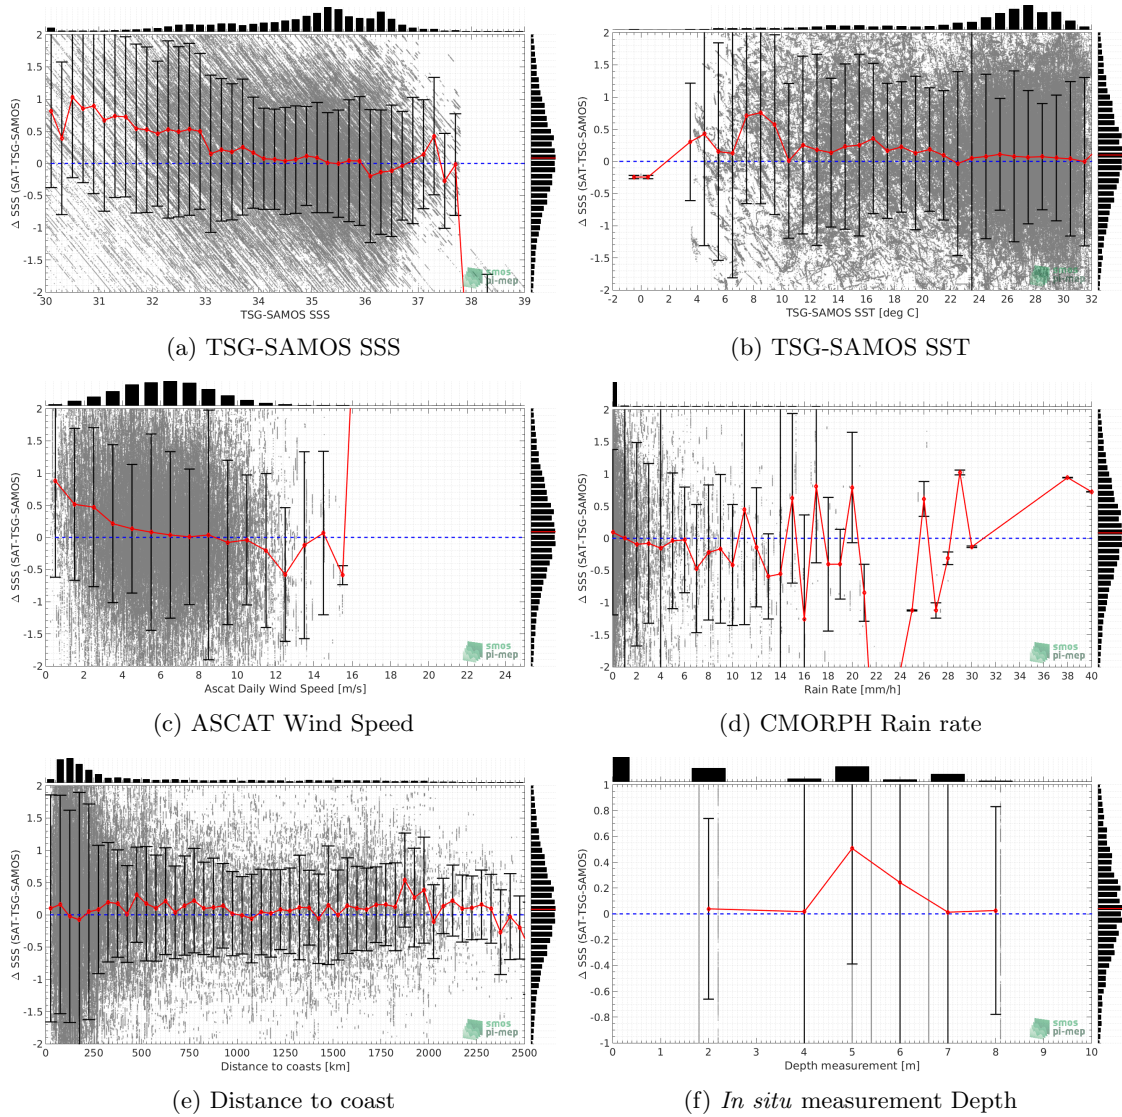 Δ SSS (SAT-TSG-SAMOS)
2
1.5
1
0.5
0
-0.5
-1
-1.5
-2
30 31 32 33 34 35 36 37 38 39
TSG-SAMOS SSS
smos
pi-mep
(a) TSG-SAMOS SSS
Δ SSS (SAT-TSG-SAMOS)
2
1.5
1
0.5
0
-0.5
-1
-1.5
-2
-2 0 2 4 6 8 10 12 14 16 18 20 22 24 26 28 30 32
TSG-SAMOS SST [deg C]
smos
pi-mep
(b) TSG-SAMOS SST
Δ SSS (SAT-TSG-SAMOS)
2
1.5
1
0.5
0
-0.5
-1
-1.5
-2
0 2 4 6 8 10 12 14 16 18 20 22 24
Ascat Daily Wind Speed [m/s]
smos
pi-mep
(c) ASCAT Wind Speed
Δ SSS (SAT-TSG-SAMOS)
2
1.5
1
0.5
0
-0.5
-1
-1.5
-2
0 2 4 6 8 10 12 14 16 18 20 22 24 26 28 30 32 34 36 38 40
Rain Rate [mm/h]
smos
pi-mep
(d) CMORPH Rain rate
Δ SSS (SAT-TSG-SAMOS)
2
1.5
1
0.5
0
-0.5
-1
-1.5
-2
0 250 500 750 1000 1250 1500 1750 2000 2250 2500
Distance to coasts [km]
smos
pi-mep
(e) Distance to coast
Δ SSS (SAT-TSG-SAMOS)
1
0.8
0.6
0.4
0.2
0
-0.2
-0.4
-0.6
-0.8
-1
0 1 2 3 4 5 6 7 8 9 10
Depth measurement [m]
smos
pi-mep
(f) In situ measurement Depth